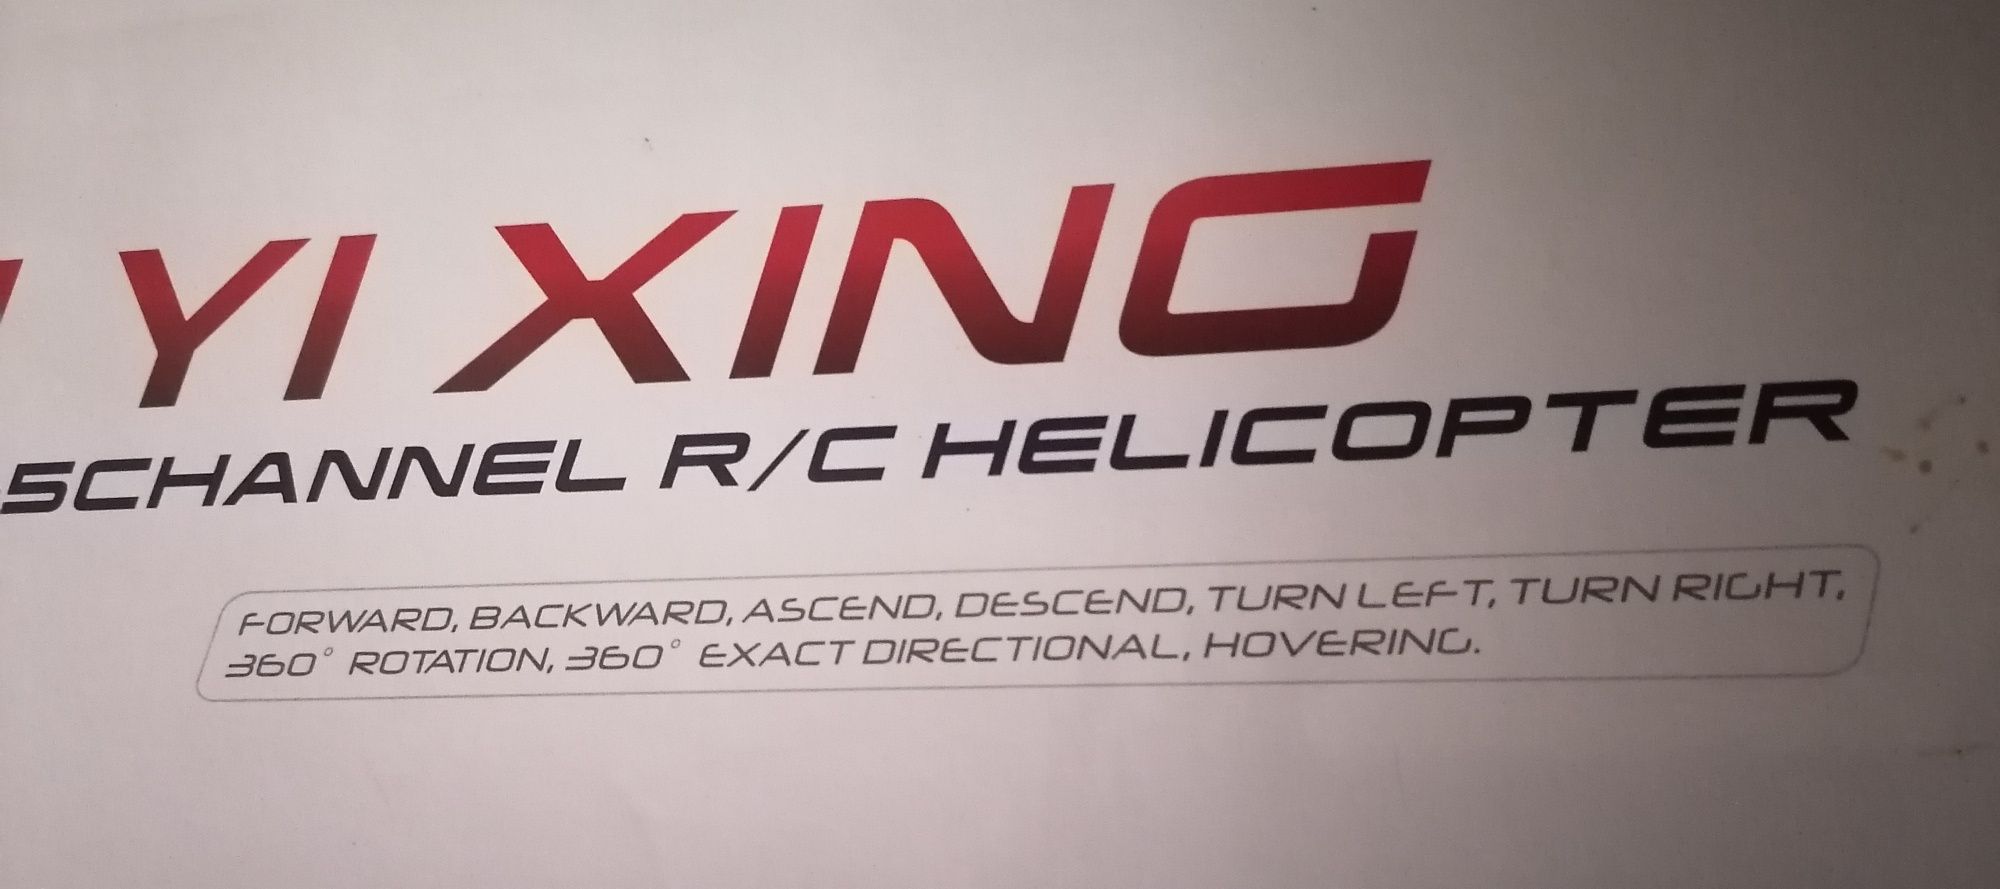 YI XING
5CHANNEL R/C HELICOPTER
FORWARD, BACKWARD, ASCEND, DESCEND, TURN LEFT, TURN RIGHT,
360° ROTATION, 360° EXACT DIRECTIONAL, HOVERING.